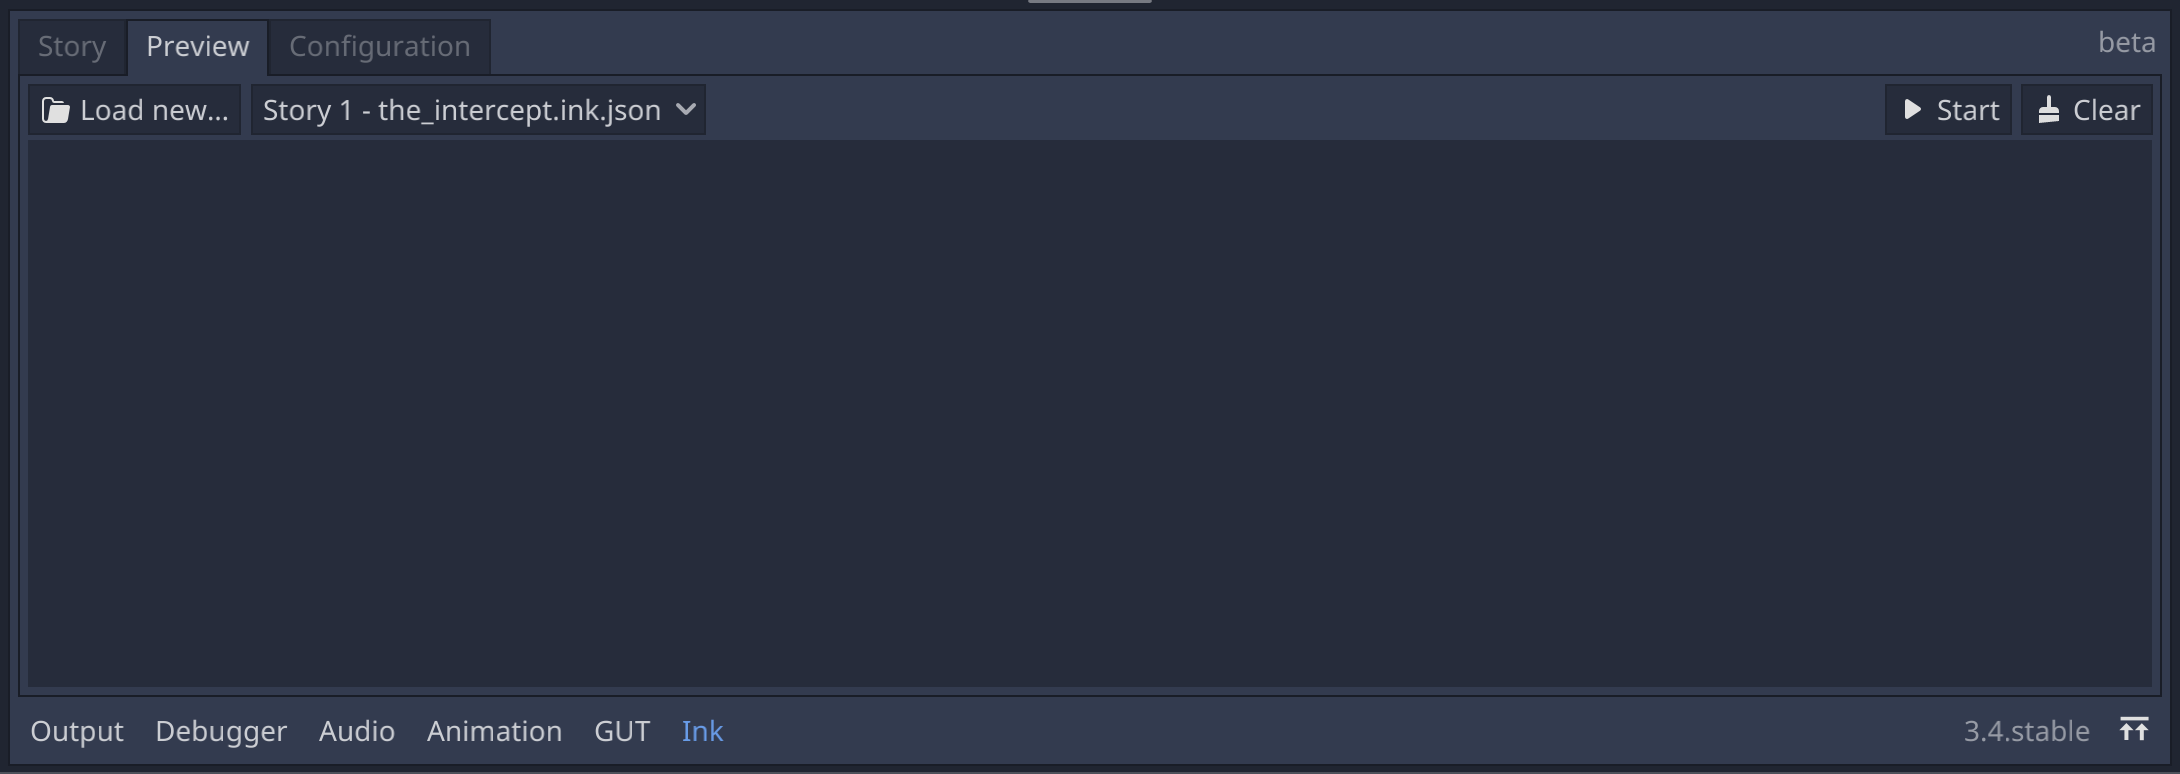 Story Preview Configuration beta
Load new... Story 1 - the_intercept.ink.json Start Clear
Output Debugger Audio Animation GUT Ink 3.4.stable